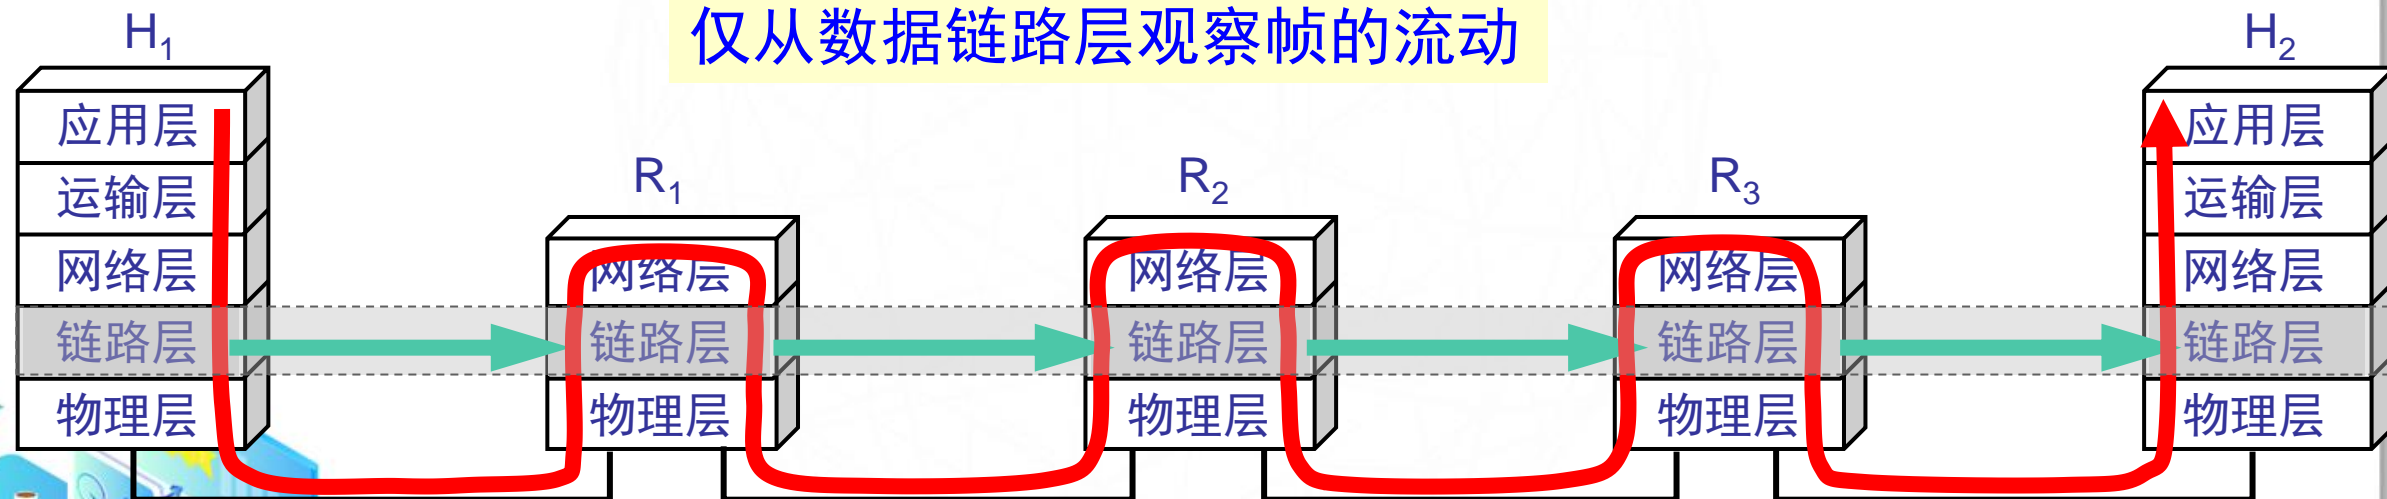 仅从数据链路层观察帧的流动
H₁
应用层
运输层
网络层
链路层
物理层
R₁
网络层
链路层
物理层
R₂
网络层
链路层
物理层
R₃
网络层
链路层
物理层
H₂
应用层
运输层
网络层
链路层
物理层